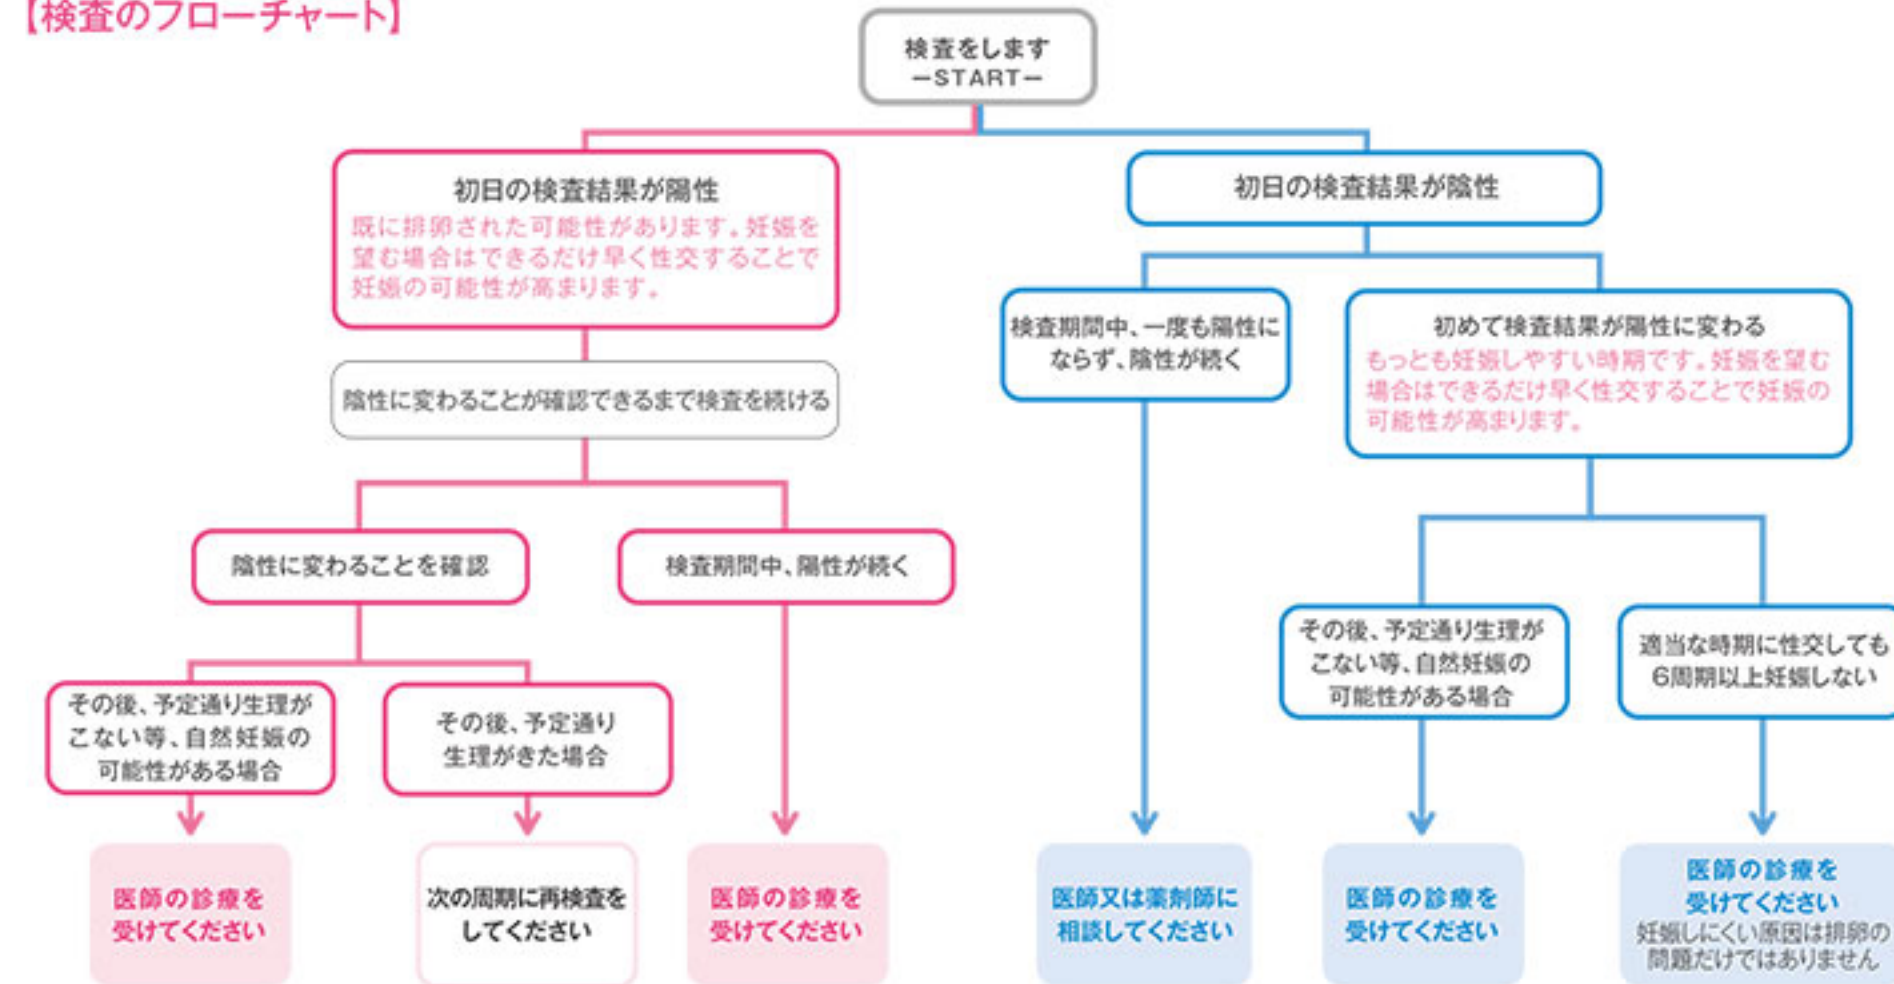 【検査のフローチャート】
検査をします
ーSTARTー
初日の検査結果が陽性
既に排卵された可能性があります。妊娠を
望む場合はできるだけ早く性交することで
妊娠の可能性が高まります。
陰性に変わることが確認できるまで検査を続ける
陰性に変わることを確認
検査期間中、陽性が続く
その後、予定通り生理が
こない等、自然妊娠の
可能性がある場合
その後、予定通り
生理がきた場合
医師の診療を
受けてください
次の周期に再検査を
してください
医師の診療を
受けてください
初日の検査結果が陰性
検査期間中、一度も陽性に
ならず、陰性が続く
初めて検査結果が陽性に変わる
もっとも妊娠しやすい時期です。妊娠を望む
場合はできるだけ早く性交することで妊娠の
可能性が高まります。
その後、予定通り生理が
こない等、自然妊娠の
可能性がある場合
適当な時期に性交しても
6周期以上妊娠しない
医師又は薬剤師に
相談してください
医師の診療を
受けてください
医師の診療を
受けてください
妊娠しにくい原因は排卵の
問題だけではありません